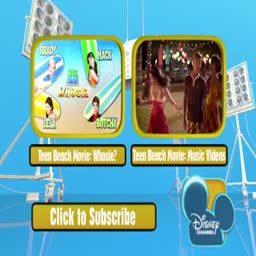 BRADY
MACK
WHOSIE
LELA
BUTCHY
Teen Beach Movie: Whosie?
Teen Beach Movie: Music Videos
Click to Subscribe
Disney
CHANNEL